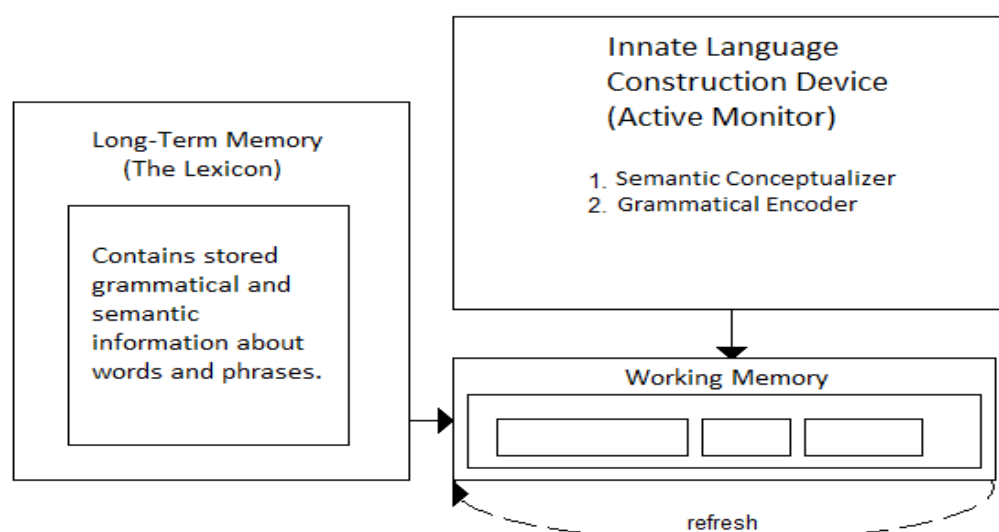 Long-Term Memory
(The Lexicon)
Contains stored
grammatical and
semantic
information about
words and phrases.
Innate Language
Construction Device
(Active Monitor)
1. Semantic Conceptualizer
2. Grammatical Encoder
Working Memory
refresh